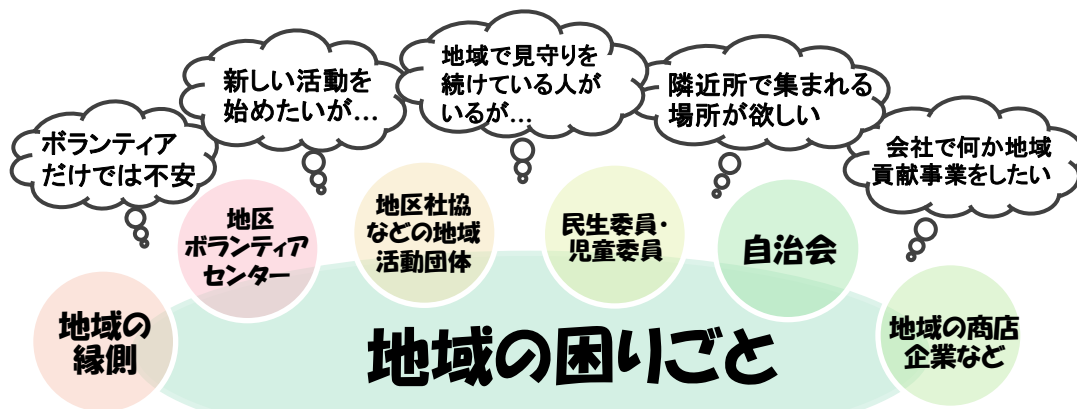 ボランティア
だけでは不安
新しい活動を
始めたいが…
地域で見守りを
続けている人が
いるが…
隣近所で集まれる
場所が欲しい
会社で何か地域
貢献事業をしたい
地域の
縁側
地区
ボランティア
センター
地区社協
などの地域
活動団体
民生委員・
児童委員
自治会
地域の商店
企業など
地域の困りごと